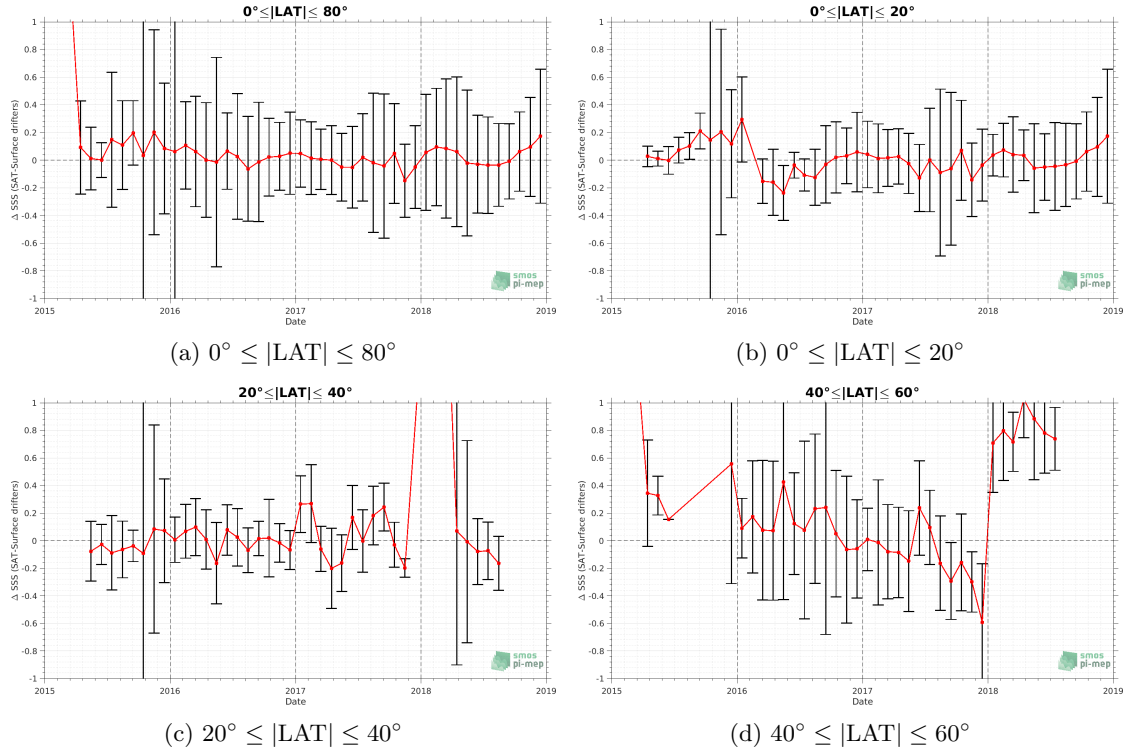 0°≤|LAT|≤ 80°
1
0.8
0.6
0.4
0.2
0
-0.2
-0.4
-0.6
-0.8
-1
Δ SSS (SAT-Surface drifters)
2015 2016 2017 2018 2019
Date
smos
pi-mep
(a) 0° ≤ |LAT| ≤ 80°
0°≤|LAT|≤ 20°
1
0.8
0.6
0.4
0.2
0
-0.2
-0.4
-0.6
-0.8
-1
Δ SSS (SAT-Surface drifters)
2015 2016 2017 2018 2019
Date
smos
pi-mep
(b) 0° ≤ |LAT| ≤ 20°
20°≤|LAT|≤ 40°
1
0.8
0.6
0.4
0.2
0
-0.2
-0.4
-0.6
-0.8
-1
Δ SSS (SAT-Surface drifters)
2015 2016 2017 2018 2019
Date
smos
pi-mep
(c) 20° ≤ |LAT| ≤ 40°
40°≤|LAT|≤ 60°
1
0.8
0.6
0.4
0.2
0
-0.2
-0.4
-0.6
-0.8
-1
Δ SSS (SAT-Surface drifters)
2015 2016 2017 2018 2019
Date
smos
pi-mep
(d) 40° ≤ |LAT| ≤ 60°